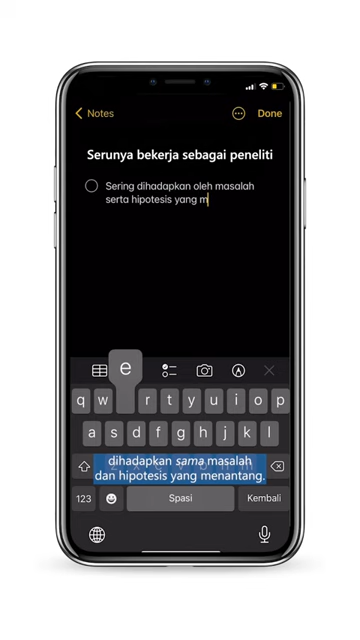 Notes
Done
Serunya bekerja sebagai peneliti
Sering dihadapkan oleh masalah
serta hipotesis yang m
e
q w r t y u i o p
a s d f g h j k l
dihadapkan sama masalah
dan hipotesis yang menantang.
123 Spasi Kembali